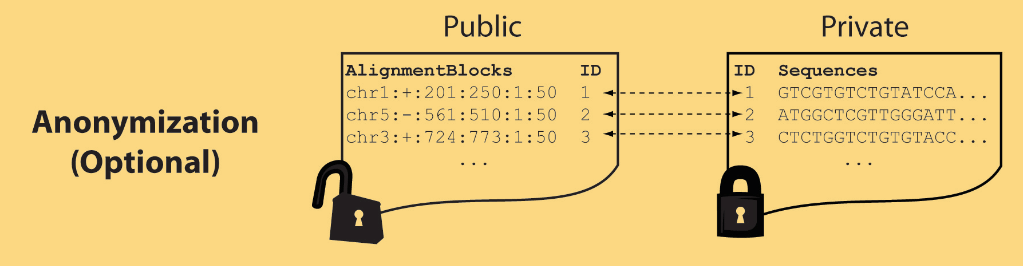 Public
Private
AlignmentBlocks ID
chr1:+:201:250:1:50 1
chr5:-:561:510:1:50 2
chr3:+:724:773:1:50 3
...
ID Sequences
1 GTCGTGTCTGTATCCA...
2 ATGGCTCGTTGGGATT...
3 CTCTGGTCTGTGTACC...
...
Anonymization
(Optional)